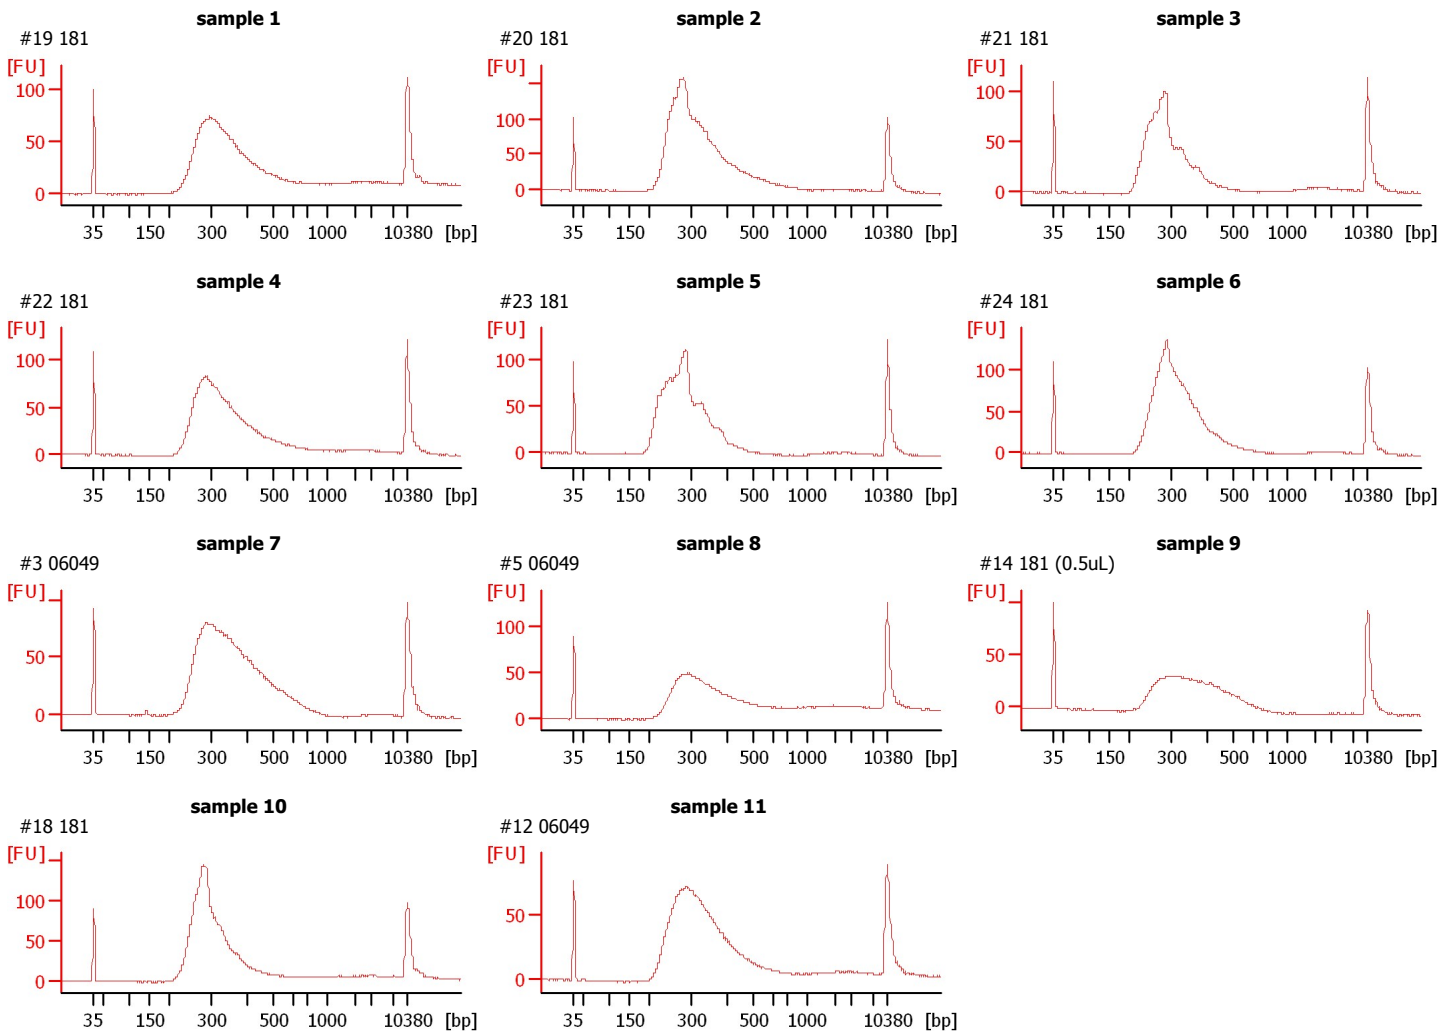 sample 1
#19 181
[FU]
100
50
0
35 150 300 500 1000 10380 [bp]
sample 2
#20 181
[FU]
100
50
0
35 150 300 500 1000 10380 [bp]
sample 3
#21 181
[FU]
100
50
0
35 150 300 500 1000 10380 [bp]
sample 4
#22 181
[FU]
100
50
0
35 150 300 500 1000 10380 [bp]
sample 5
#23 181
[FU]
100
50
0
35 150 300 500 1000 10380 [bp]
sample 6
#24 181
[FU]
100
50
0
35 150 300 500 1000 10380 [bp]
sample 7
#3 06049
[FU]
50
0
35 150 300 500 1000 10380 [bp]
sample 8
#5 06049
[FU]
100
50
0
35 150 300 500 1000 10380 [bp]
sample 9
#14 181 (0.5uL)
[FU]
50
0
35 150 300 500 1000 10380 [bp]
sample 10
#18 181
[FU]
100
50
0
35 150 300 500 1000 10380 [bp]
sample 11
#12 06049
[FU]
50
0
35 150 300 500 1000 10380 [bp]